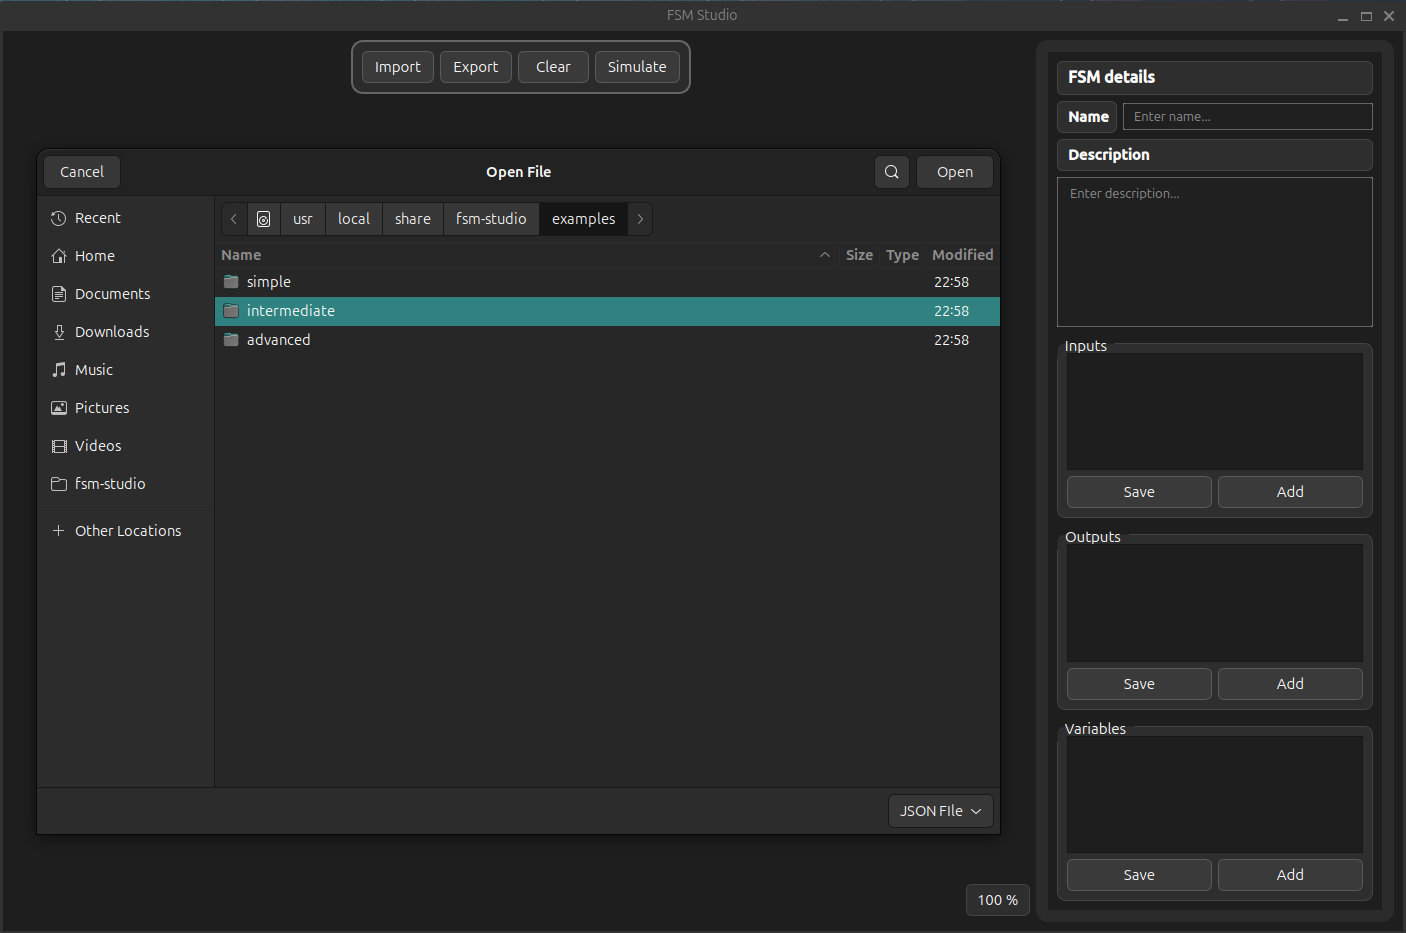 FSM Studio
Import Export Clear Simulate
Cancel Open File Open
Recent
Home
Documents
Downloads
Music
Pictures
Videos
fsm-studio
Other Locations
usr local share fsm-studio examples
Name Size Type Modified
simple 22:58
intermediate 22:58
advanced 22:58
JSON FIle
100 %
FSM details
Name Enter name...
Description
Enter description...
Inputs
Save Add
Outputs
Save Add
Variables
Save Add